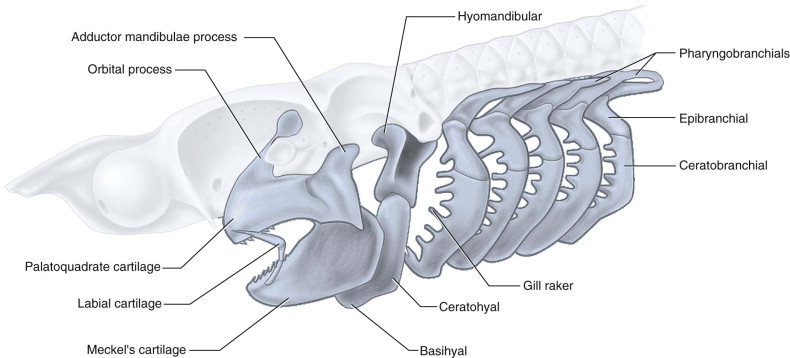 Hyomandibular
Adductor mandibulae process
Pharyngobranchials
Orbital process
Epibranchial
Ceratobranchial
Palatoquadrate cartilage
Gill raker
Labial cartilage
Ceratohyal
Meckel's cartilage
Basihyal